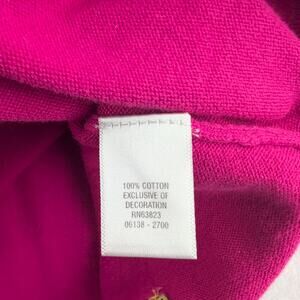 100% COTTON
EXCLUSIVE OF
DECORATION
RN63823
06138 - 2700